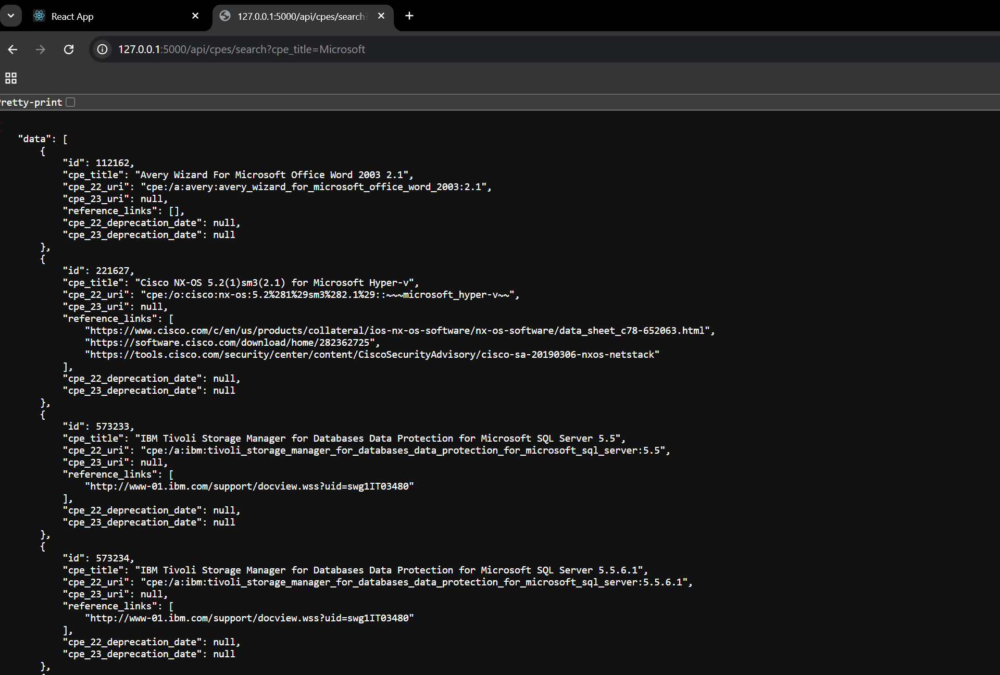 React App
127.0.0.1:5000/api/cpes/search?
127.0.0.1:5000/api/cpes/search?cpe_title=Microsoft
Pretty-print
"data": [
{
"id": 112162,
"cpe_title": "Avery Wizard For Microsoft Office Word 2003 2.1",
"cpe_22_uri": "cpe:/a:avery:avery_wizard_for_microsoft_office_word_2003:2.1",
"cpe_23_uri": null,
"reference_links": [],
"cpe_22_deprecation_date": null,
"cpe_23_deprecation_date": null
},
{
"id": 221627,
"cpe_title": "Cisco NX-OS 5.2(1)sm3(2.1) for Microsoft Hyper-v",
"cpe_22_uri": "cpe:/o:cisco:nx-os:5.2%281%29sm3%282.1%29::~~~microsoft_hyper-v~~",
"cpe_23_uri": null,
"reference_links": [
"https://www.cisco.com/c/en/us/products/collateral/ios-nx-os-software/nx-os-software/data_sheet_c78-652063.html",
"https://software.cisco.com/download/home/282362725",
"https://tools.cisco.com/security/center/content/CiscoSecurityAdvisory/cisco-sa-20190306-nxos-netstack"
],
"cpe_22_deprecation_date": null,
"cpe_23_deprecation_date": null
},
{
"id": 573233,
"cpe_title": "IBM Tivoli Storage Manager for Databases Data Protection for Microsoft SQL Server 5.5",
"cpe_22_uri": "cpe:/a:ibm:tivoli_storage_manager_for_databases_data_protection_for_microsoft_sql_server:5.5",
"cpe_23_uri": null,
"reference_links": [
"http://www-01.ibm.com/support/docview.wss?uid=swg1IT03480"
],
"cpe_22_deprecation_date": null,
"cpe_23_deprecation_date": null
},
{
"id": 573234,
"cpe_title": "IBM Tivoli Storage Manager for Databases Data Protection for Microsoft SQL Server 5.5.6.1",
"cpe_22_uri": "cpe:/a:ibm:tivoli_storage_manager_for_databases_data_protection_for_microsoft_sql_server:5.5.6.1",
"cpe_23_uri": null,
"reference_links": [
"http://www-01.ibm.com/support/docview.wss?uid=swg1IT03480"
],
"cpe_22_deprecation_date": null,
"cpe_23_deprecation_date": null
},